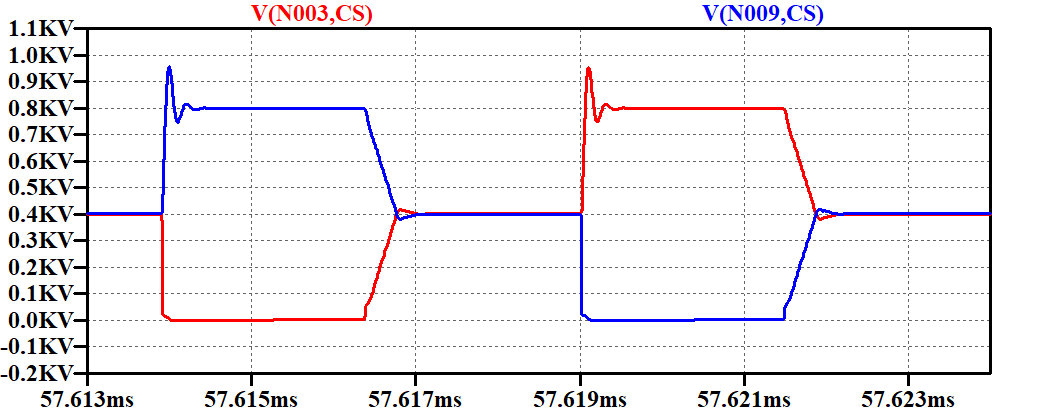 V(N003,CS) V(N009,CS)
1.1KV
1.0KV
0.9KV
0.8KV
0.7KV
0.6KV
0.5KV
0.4KV
0.3KV
0.2KV
0.1KV
0.0KV
-0.1KV
-0.2KV
57.613ms 57.615ms 57.617ms 57.619ms 57.621ms 57.623ms